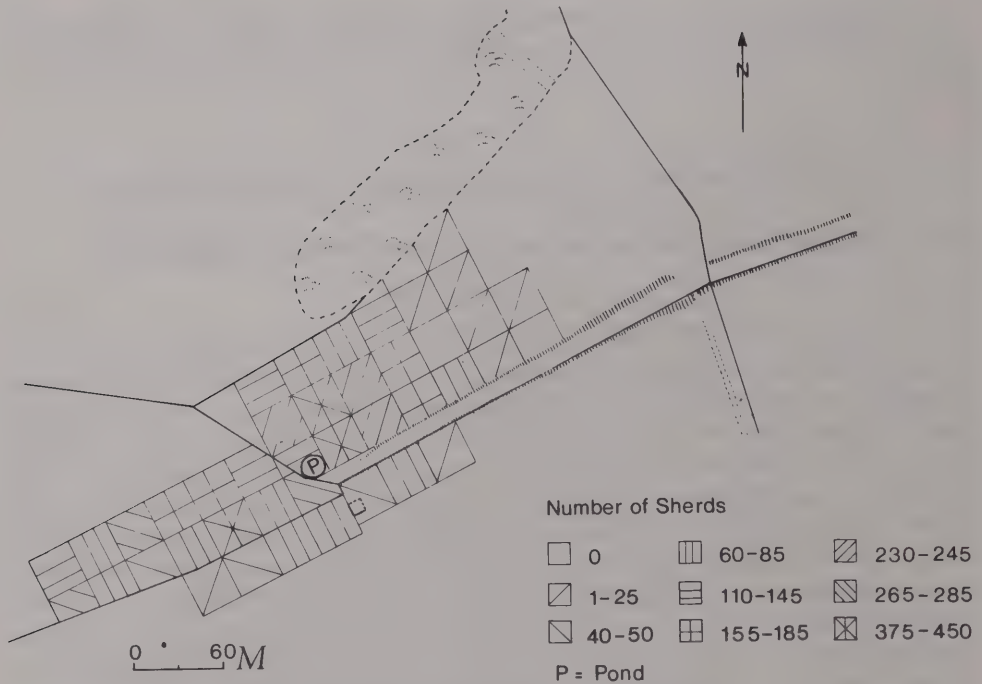 N
P
Number of Sherds
0 60-85 230-245
1-25 110-145 265-285
40-50 155-185 375-450
0 60M
P = Pond